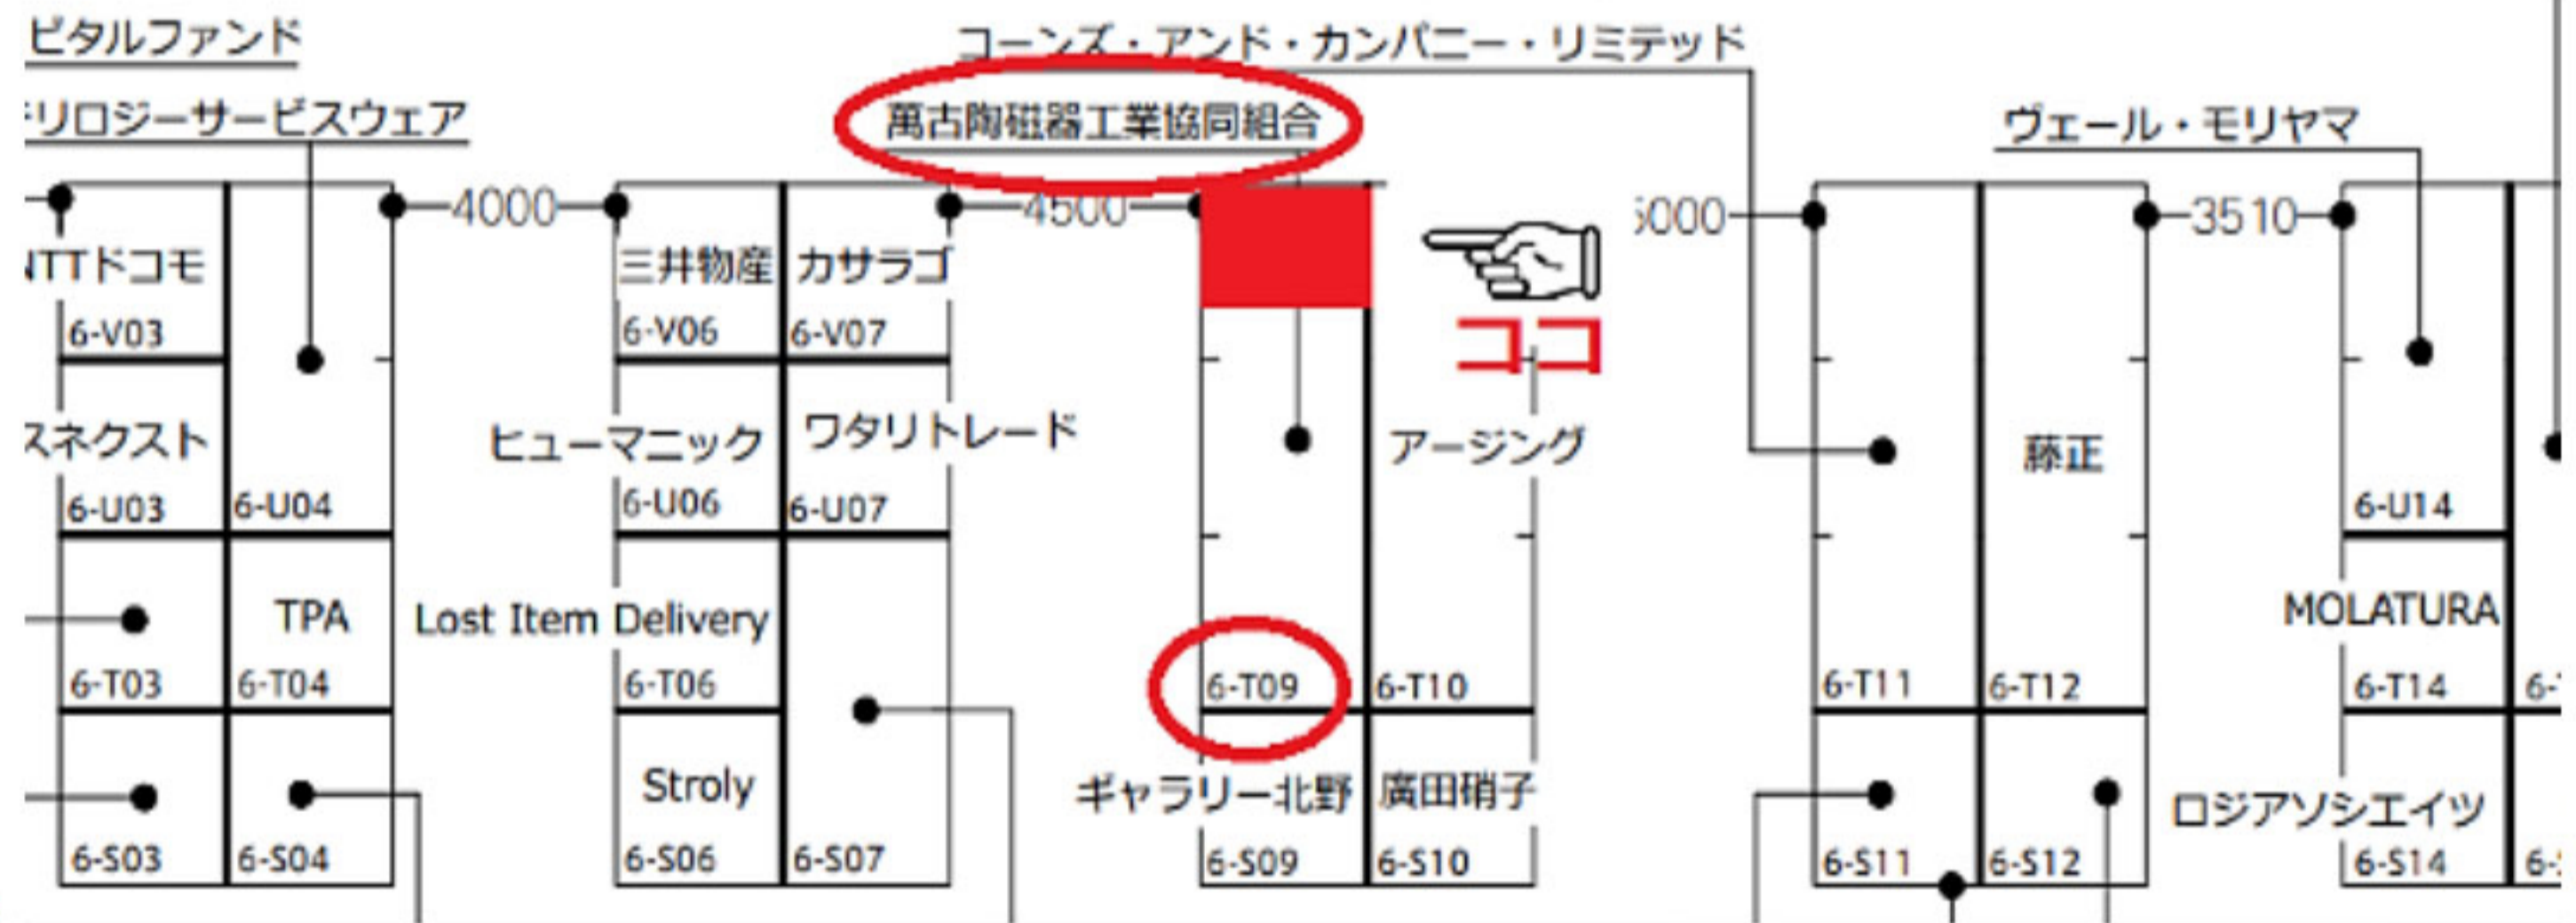 ピタルファンド
コーンズ・アンド・カンパニー・リミテッド
テリロジーサービスウェア
萬古陶磁器工業協同組合
ヴェール・モリヤマ
4000
4500
3510
NTTドコモ
三井物産
カサラゴ
6-V03
6-V06
6-V07
ココ
スネクスト
ヒューマニック
ワタリトレード
アージング
藤正
6-U03
6-U04
6-U06
6-U07
6-U14
TPA
Lost Item Delivery
MOLATURA
6-T03
6-T04
6-T06
6-T09
6-T10
6-T11
6-T12
6-T14
Stroly
ギャラリー北野
廣田硝子
ロジアソシエイツ
6-S03
6-S04
6-S06
6-S07
6-S09
6-S10
6-S11
6-S12
6-S14